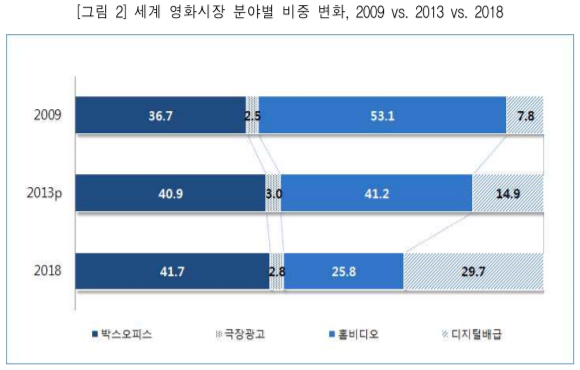 [그림 2] 세계 영화시장 분야별 비중 변화, 2009 vs. 2013 vs. 2018
2009 36.7 2.5 53.1 7.8
2013p 40.9 3.0 41.2 14.9
2018 41.7 2.8 25.8 29.7
박스오피스 극장광고 홈비디오 디지털배급